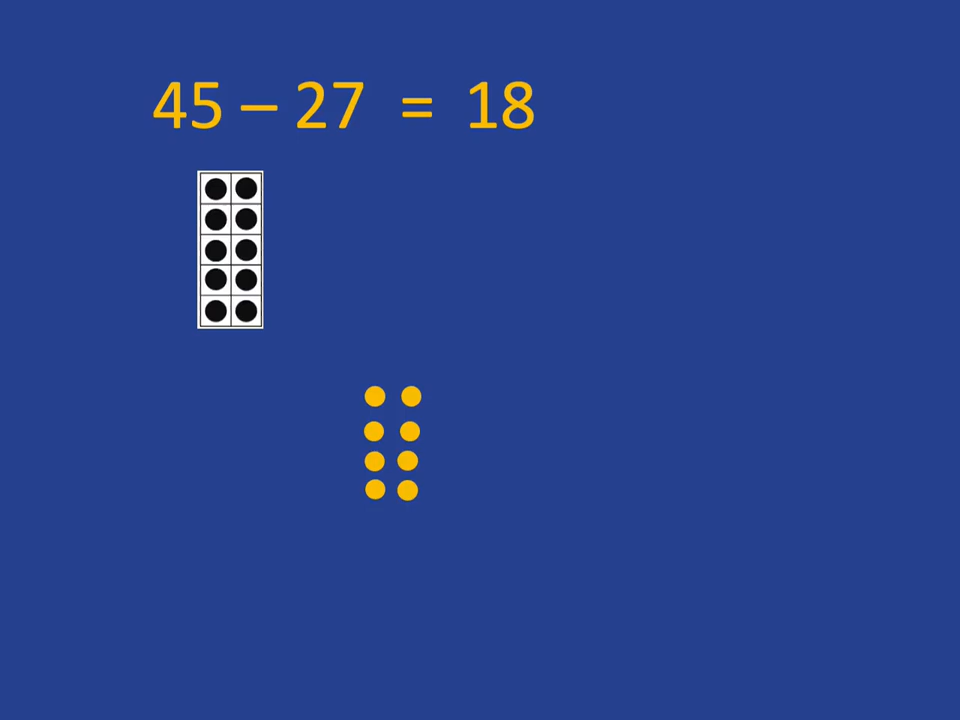 45 – 27 = 18